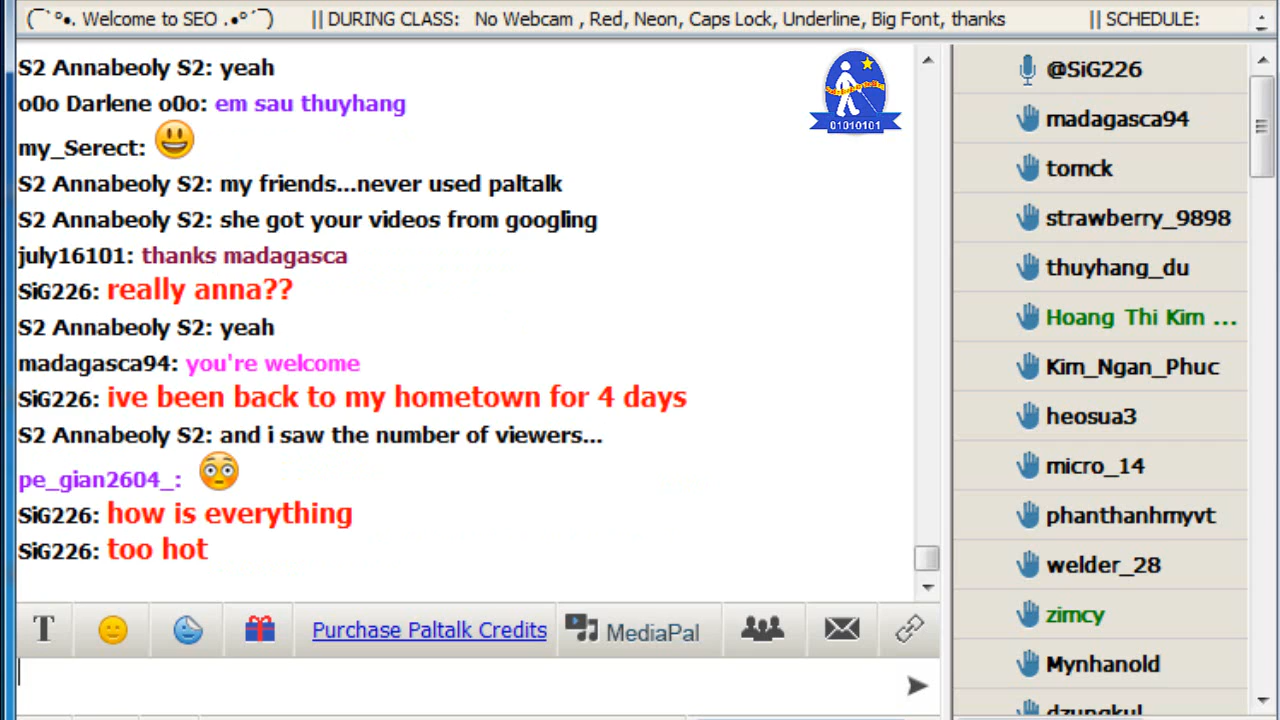 (¯`°•. Welcome to SEO .•°´¯) || DURING CLASS: No Webcam , Red, Neon, Caps Lock, Underline, Big Font, thanks || SCHEDULE:
S2 Annabeoly S2: yeah
o0o Darlene o0o: em sau thuyhang
my_Serect:
S2 Annabeoly S2: my friends...never used paltalk
S2 Annabeoly S2: she got your videos from googling
july16101: thanks madagasca
SiG226: really anna??
S2 Annabeoly S2: yeah
madagasca94: you're welcome
SiG226: ive been back to my hometown for 4 days
S2 Annabeoly S2: and i saw the number of viewers...
pe_gian2604_:
SiG226: how is everything
SiG226: too hot
01010101
T
Purchase Paltalk Credits
MediaPal
@SiG226
madagasca94
tomck
strawberry_9898
thuyhang_du
Hoang Thi Kim ...
Kim_Ngan_Phuc
heosua3
micro_14
phanthanhmyvt
welder_28
zimcy
Mynhanold
dzungkul